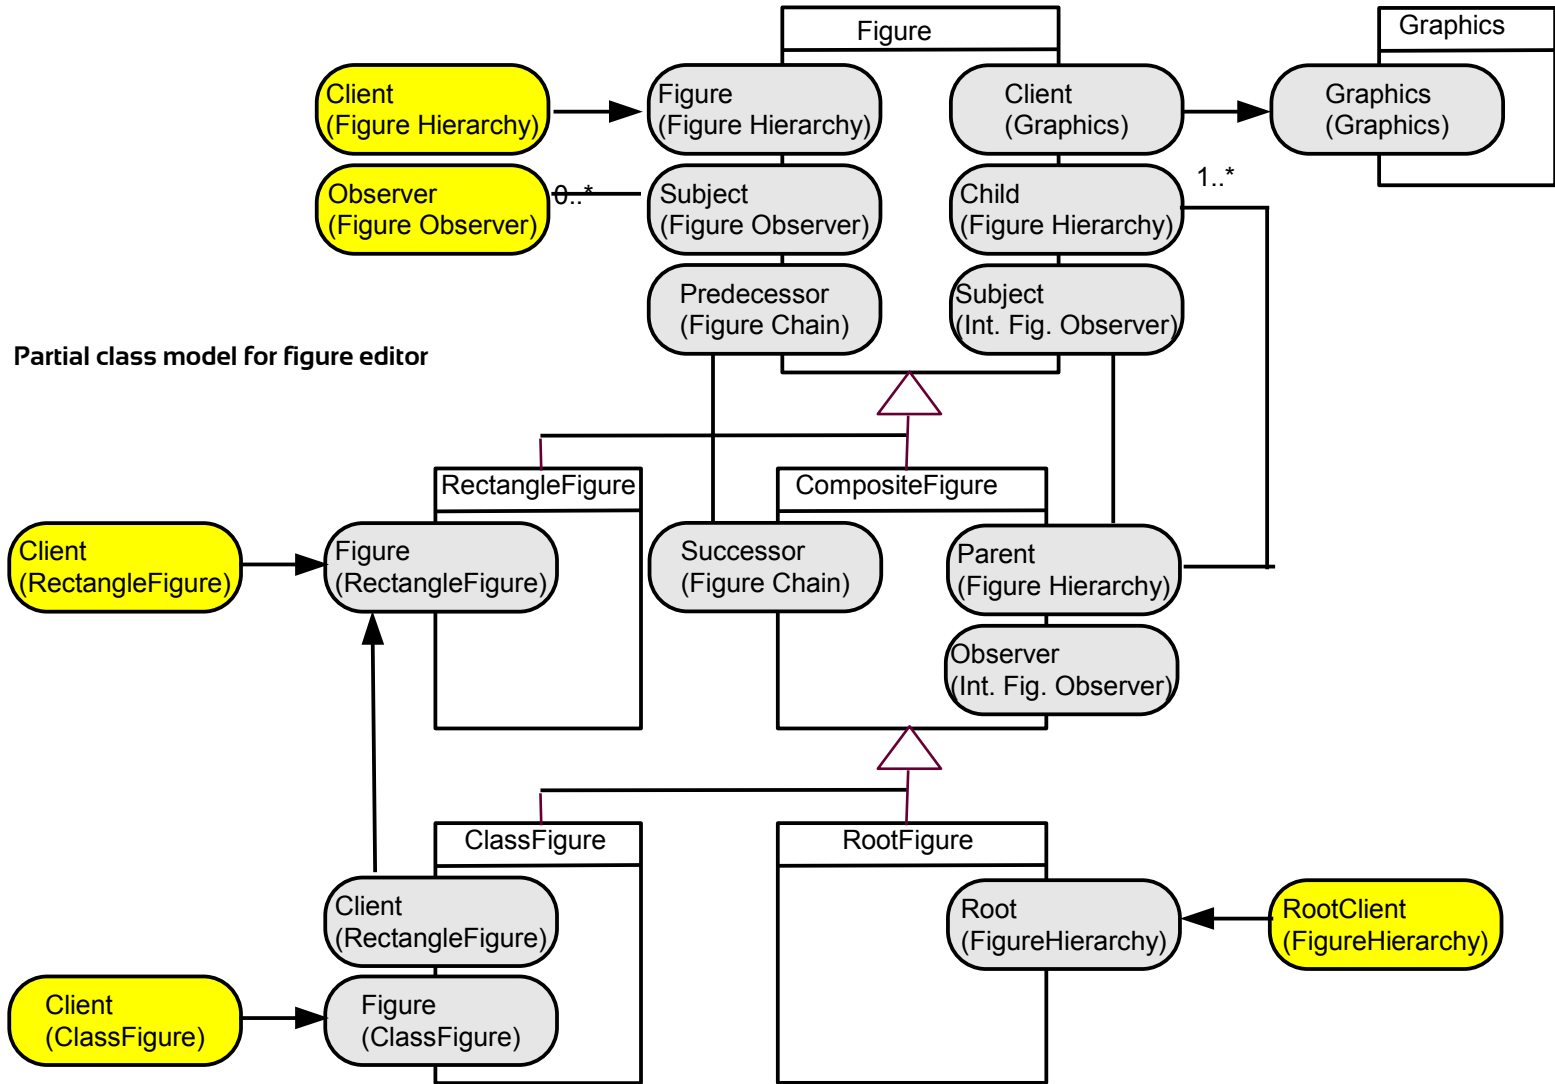 Figure
Graphics
Client
(Figure Hierarchy)
Figure
(Figure Hierarchy)
Client
(Graphics)
Graphics
(Graphics)
Observer
(Figure Observer)
0..*
Subject
(Figure Observer)
Child
(Figure Hierarchy)
1..*
Predecessor
(Figure Chain)
Subject
(Int. Fig. Observer)
Partial class model for figure editor
RectangleFigure
CompositeFigure
Client
(RectangleFigure)
Figure
(RectangleFigure)
Successor
(Figure Chain)
Parent
(Figure Hierarchy)
Observer
(Int. Fig. Observer)
ClassFigure
RootFigure
Client
(RectangleFigure)
Root
(FigureHierarchy)
RootClient
(FigureHierarchy)
Client
(ClassFigure)
Figure
(ClassFigure)